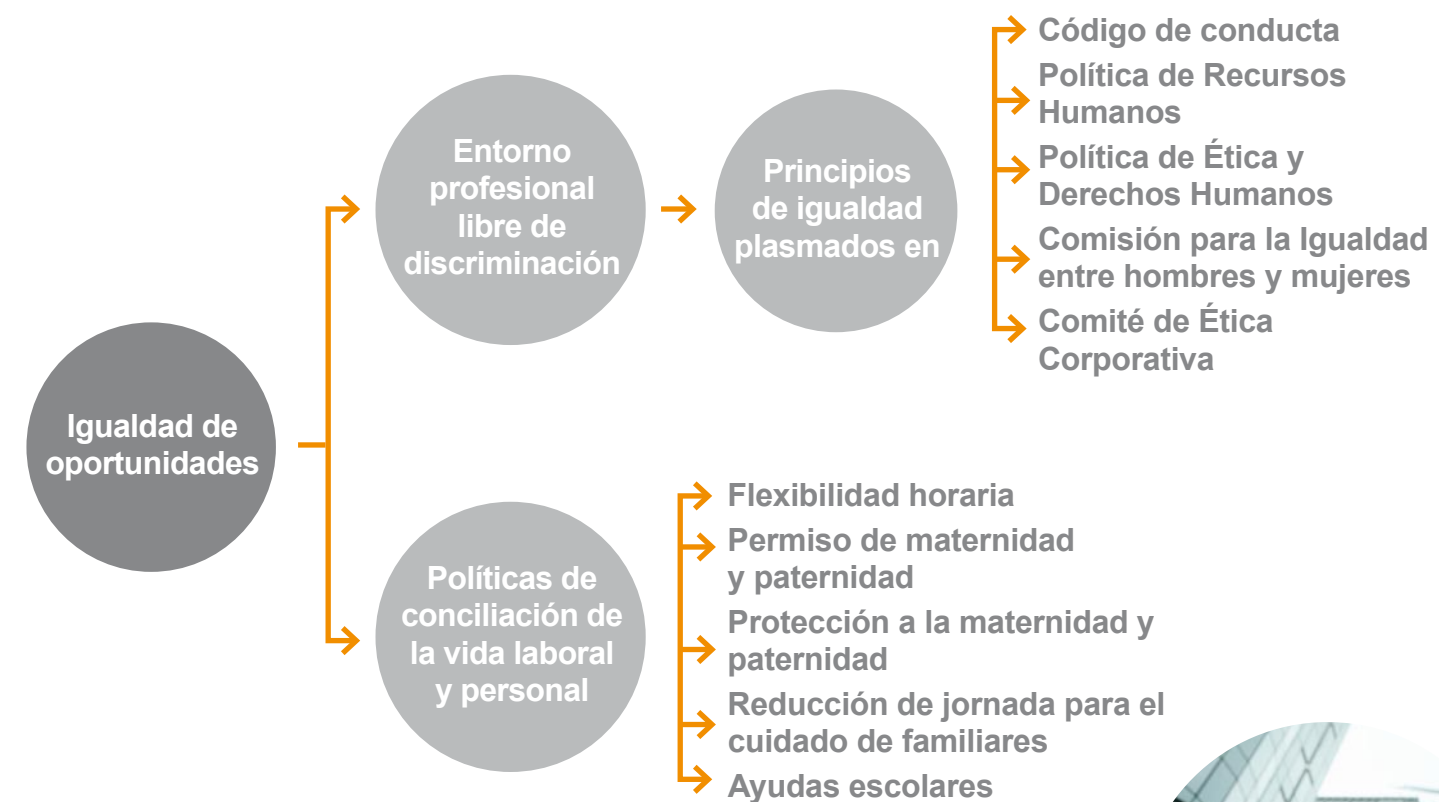 Igualdad de
oportunidades
Entorno
profesional
libre de
discriminación
Principios
de igualdad
plasmados en
Código de conducta
Política de Recursos
Humanos
Política de Ética y
Derechos Humanos
Comisión para la Igualdad
entre hombres y mujeres
Comité de Ética
Corporativa
Políticas de
conciliación de
la vida laboral
y personal
Flexibilidad horaria
Permiso de maternidad
y paternidad
Protección a la maternidad y
paternidad
Reducción de jornada para el
cuidado de familiares
Ayudas escolares